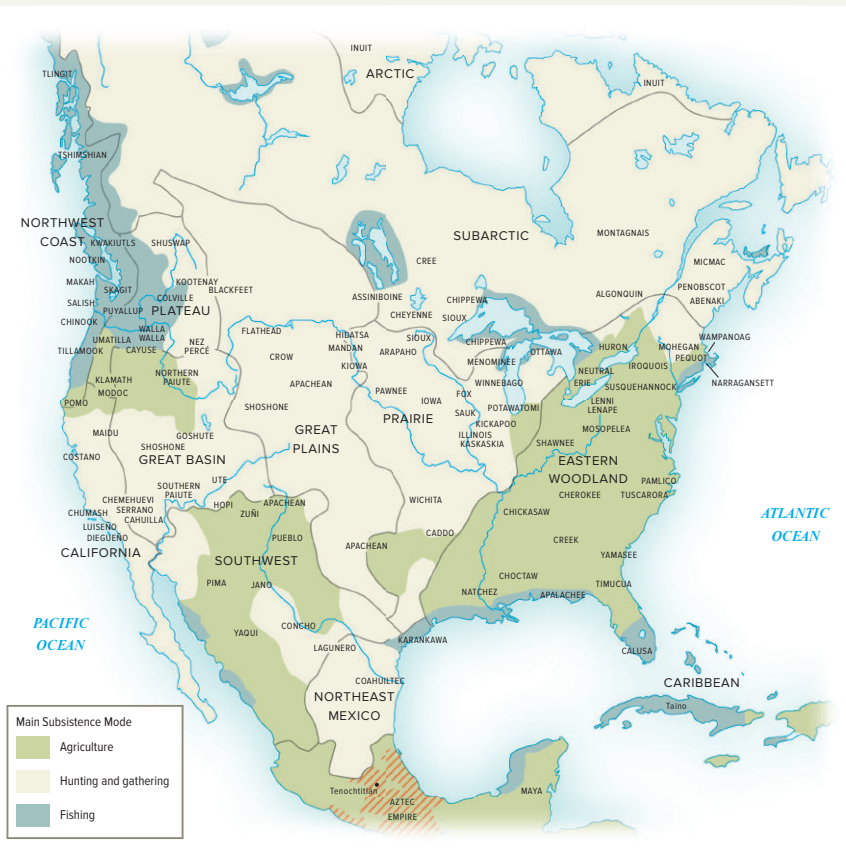 INUIT
ARCTIC
TLINGIT
INUIT
TSHIMSHIAN
NORTHWEST
COAST
KWAKIUTLS
SHUSWAP
SUBARCTIC
MONTAGNAIS
NOOTKIN
CREE
MICMAC
MAKAH
SKAGIT
KOOTENAY
BLACKFEET
COLVILLE
PENOBSCOT
ABENAKI
ASSINIBOINE
CHIPPEWA
ALGONQUIN
SALISH
PUYALLUP
PLATEAU
CHEYENNE
SIOUX
CHINOOK
WALLA
WALLA
FLATHEAD
HIDATSA
MANDAN
SIOUX
CHIPPEWA
UMATILLA
CAYUSE
NEZ
PERCÉ
TILLAMOOK
CROW
ARAPAHO
MENOMINEE
OTTAWA
HURON
MOHEGAN
PEQUOT
WAMPANOAG
KIOWA
NEUTRAL
IROQUOIS
NARRAGANSETT
KLAMATH
MODOC
NORTHERN
PAIUTE
APACHEAN
WINNEBAGO
ERIE
SUSQUEHANNOCK
PAWNEE
IOWA
FOX
POMO
SHOSHONE
SAUK
POTAWATOMI
LENNI
LENAPE
PRAIRIE
KICKAPOO
MAIDU
GOSHUTE
GREAT
PLAINS
ILLINOIS
KASKASKIA
MOSOPELEA
SHOSHONE
SHAWNEE
COSTANO
GREAT BASIN
EASTERN
WOODLAND
UTE
SOUTHERN
PAIUTE
PAMLICO
CHEROKEE
TUSCARORA
CHEMEHUEVI
SERRANO
CAHUILLA
HOPI
ZUÑI
APACHEAN
WICHITA
CHUMASH
LUISEÑO
DIEGUEÑO
CHICKASAW
ATLANTIC
OCEAN
CALIFORNIA
PUEBLO
APACHEAN
CADDO
CREEK
SOUTHWEST
YAMASEE
PIMA
JANO
CHOCTAW
NATCHEZ
TIMUCUA
APALACHEE
PACIFIC
OCEAN
YAQUI
CONCHO
LAGUNERO
KARANKAWA
CALUSA
COAHUILTEC
NORTHEAST
MEXICO
CARIBBEAN
Taino
Main Subsistence Mode
Agriculture
Hunting and gathering
Fishing
Tenochtitlán
AZTEC
EMPIRE
MAYA